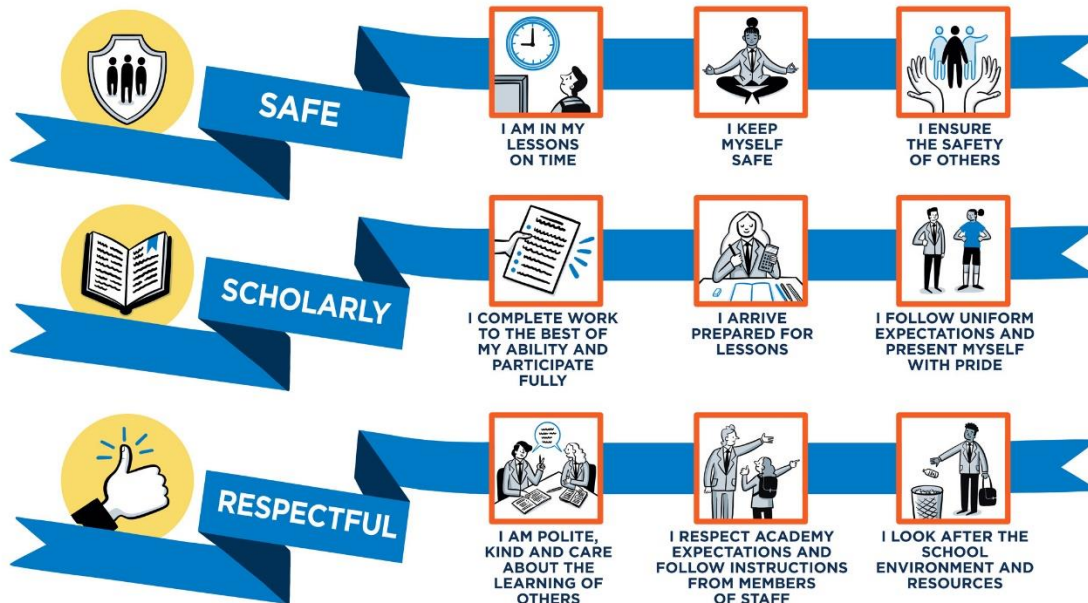 SAFE
I AM IN MY
LESSONS
ON TIME
I KEEP
MYSELF
SAFE
I ENSURE
THE SAFETY
OF OTHERS
SCHOLARLY
I COMPLETE WORK
TO THE BEST OF
MY ABILITY AND
PARTICIPATE
FULLY
I ARRIVE
PREPARED FOR
LESSONS
I FOLLOW UNIFORM
EXPECTATIONS AND
PRESENT MYSELF
WITH PRIDE
RESPECTFUL
I AM POLITE,
KIND AND CARE
ABOUT THE
LEARNING OF
OTHERS
I RESPECT ACADEMY
EXPECTATIONS AND
FOLLOW INSTRUCTIONS
FROM MEMBERS
OF STAFF
I LOOK AFTER THE
SCHOOL
ENVIRONMENT AND
RESOURCES